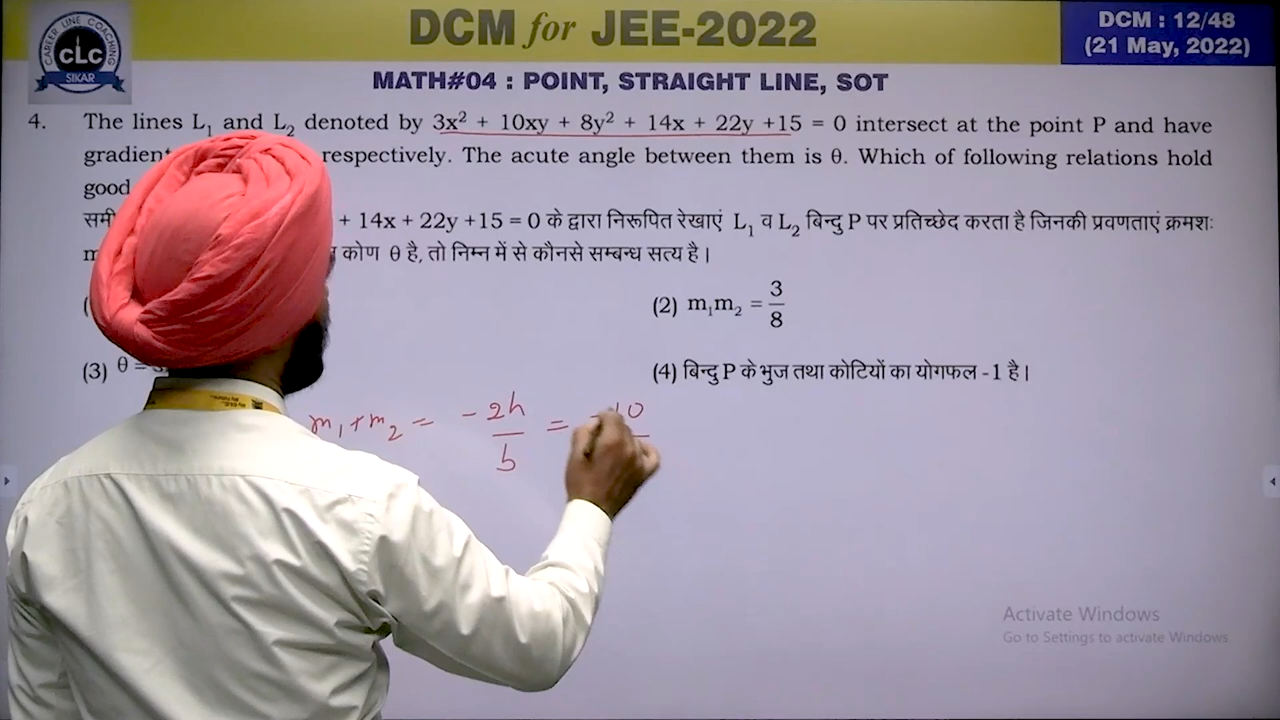 DCM for JEE-2022
DCM : 12/48
(21 May, 2022)
CAREER LINE COACHING
CLC
SIKAR
MATH#04 : POINT, STRAIGHT LINE, SOT
4. The lines L₁ and L₂ denoted by 3x² + 10xy + 8y² + 14x + 22y +15 = 0 intersect at the point P and have
gradient respectively. The acute angle between them is θ. Which of following relations hold
good
+ 14x + 22y +15 = 0 के द्वारा निरूपित रेखाएं L₁ व L₂ बिन्दु P पर प्रतिच्छेद करता है जिनकी प्रवणताएं क्रमशः
कोण θ है, तो निम्न में से कौनसे सम्बन्ध सत्य है।
(2) m₁m₂ = 3/8
(3) θ =
(4) बिन्दु P के भुज तथा कोटियों का योगफल -1 है।
m₁+m₂ = -2h/b = -10
Activate Windows
Go to Settings to activate Windows.